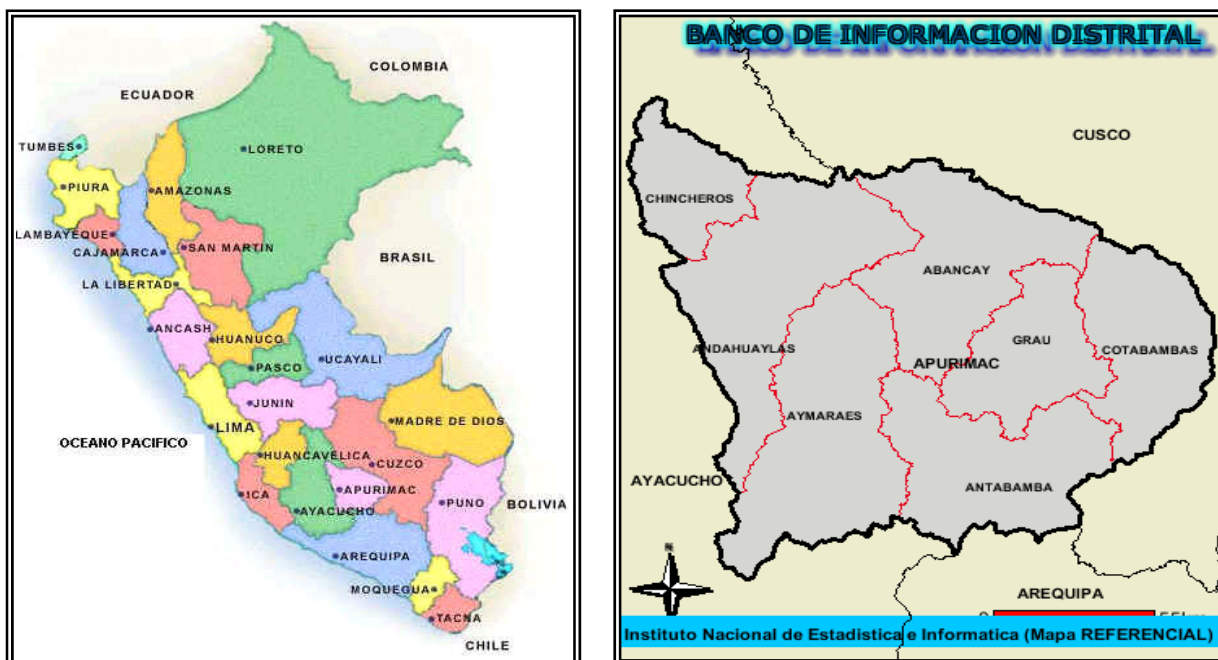 COLOMBIA
ECUADOR
TUMBES
LORETO
PIURA
AMAZONAS
LAMBAYEQUE
SAN MARTIN
CAJAMARCA
BRASIL
LA LIBERTAD
ANCASH
HUANUCO
UCAYALI
PASCO
JUNIN
MADRE DE DIOS
LIMA
OCEANO PACIFICO
HUANCAVELICA
CUZCO
ICA
APURIMAC
PUNO
BOLIVIA
AYACUCHO
AREQUIPA
MOQUEGUA
TACNA
CHILE
BANCO DE INFORMACION DISTRITAL
CUSCO
CHINCHEROS
ABANCAY
GRAU
ANDAHUAYLAS
COTABAMBAS
APURIMAC
AYMARAES
AYACUCHO
ANTABAMBA
N
AREQUIPA
0 55km
Instituto Nacional de Estadistica e Informatica (Mapa REFERENCIAL)